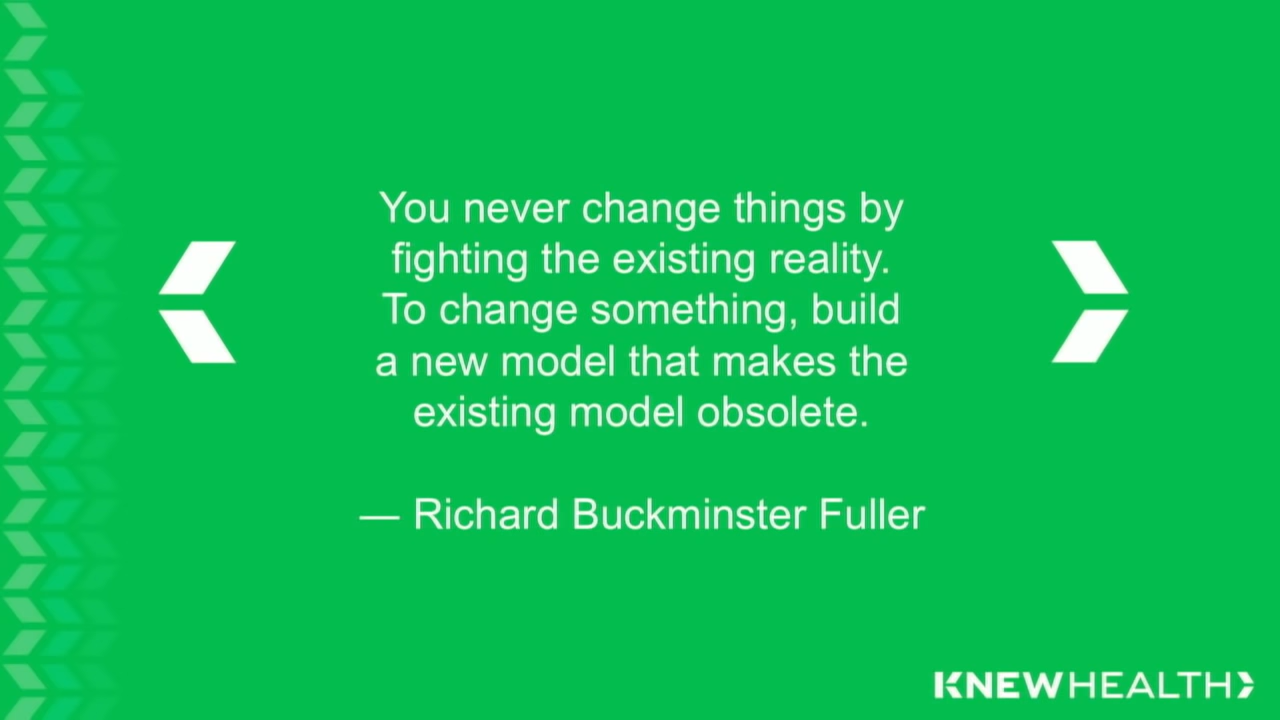 You never change things by
fighting the existing reality.
To change something, build
a new model that makes the
existing model obsolete.
— Richard Buckminster Fuller
KNEWHEALTH